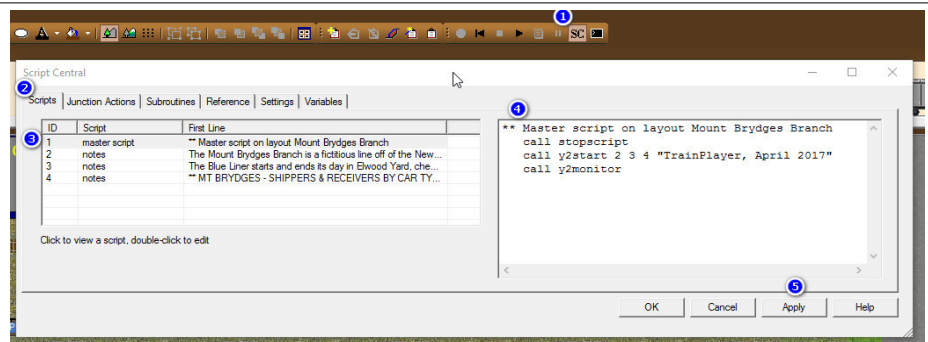 1
A
SC
Script Central
2
Scripts Junction Actions Subroutines Reference Settings Variables
4
ID Script First Line
3
1 master script ** Master script on layout Mount Brydges Branch
2 notes The Mount Brydges Branch is a fictitious line off of the New...
3 notes The Blue Liner starts and ends its day in Elwood Yard, che...
4 notes ** MT BRYDGES - SHIPPERS & RECEIVERS BY CAR TY...
Click to view a script, double-click to edit
** Master script on layout Mount Brydges Branch
call stopscript
call y2start 2 3 4 "TrainPlayer, April 2017"
call y2monitor
5
OK Cancel Apply Help